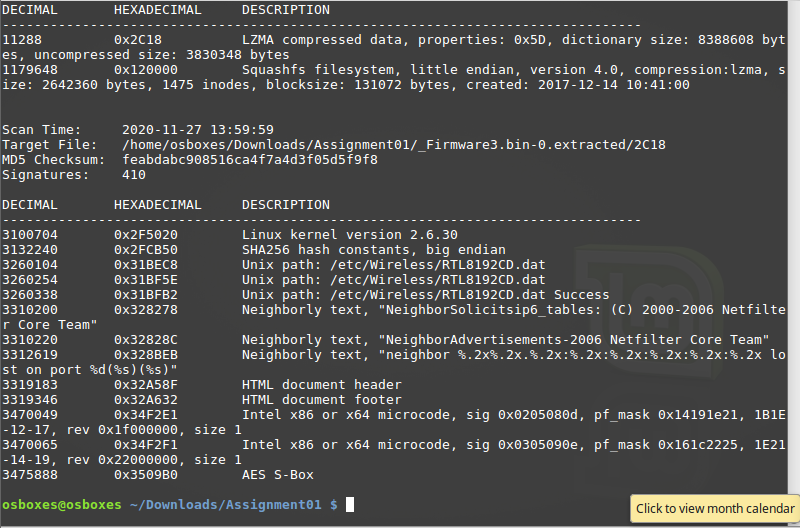 DECIMAL       HEXADECIMAL     DESCRIPTION
--------------------------------------------------------------------------------
11288         0x2C18          LZMA compressed data, properties: 0x5D, dictionary size: 8388608 byt
es, uncompressed size: 3830348 bytes
1179648       0x120000        Squashfs filesystem, little endian, version 4.0, compression:lzma, s
ize: 2642360 bytes, 1475 inodes, blocksize: 131072 bytes, created: 2017-12-14 10:41:00
Scan Time:     2020-11-27 13:59:59
Target File:   /home/osboxes/Downloads/Assignment01/_Firmware3.bin-0.extracted/2C18
MD5 Checksum:  feabdabc908516ca4f7a4d3f05d5f9f8
Signatures:    410
DECIMAL       HEXADECIMAL     DESCRIPTION
--------------------------------------------------------------------------------
3100704       0x2F5020        Linux kernel version 2.6.30
3132240       0x2FCB50        SHA256 hash constants, big endian
3260104       0x31BEC8        Unix path: /etc/Wireless/RTL8192CD.dat
3260254       0x31BF5E        Unix path: /etc/Wireless/RTL8192CD.dat
3260338       0x31BFB2        Unix path: /etc/Wireless/RTL8192CD.dat Success
3310200       0x328278        Neighborly text, "NeighborSolicitsip6_tables: (C) 2000-2006 Netfilte
r Core Team"
3310220       0x32828C        Neighborly text, "NeighborAdvertisements-2006 Netfilter Core Team"
3312619       0x328BEB        Neighborly text, "neighbor %.2x%.2x.%.2x:%.2x:%.2x:%.2x:%.2x:%.2x lo
st on port %d(%s)(%s)"
3319183       0x32A58F        HTML document header
3319346       0x32A632        HTML document footer
3470049       0x34F2E1        Intel x86 or x64 microcode, sig 0x0205080d, pf_mask 0x14191e21, 1B1E
-12-17, rev 0x1f000000, size 1
3470065       0x34F2F1        Intel x86 or x64 microcode, sig 0x0305090e, pf_mask 0x161c2225, 1E21
-14-19, rev 0x22000000, size 1
3475888       0x3509B0        AES S-Box
osboxes@osboxes ~/Downloads/Assignment01 $
Click to view month calendar